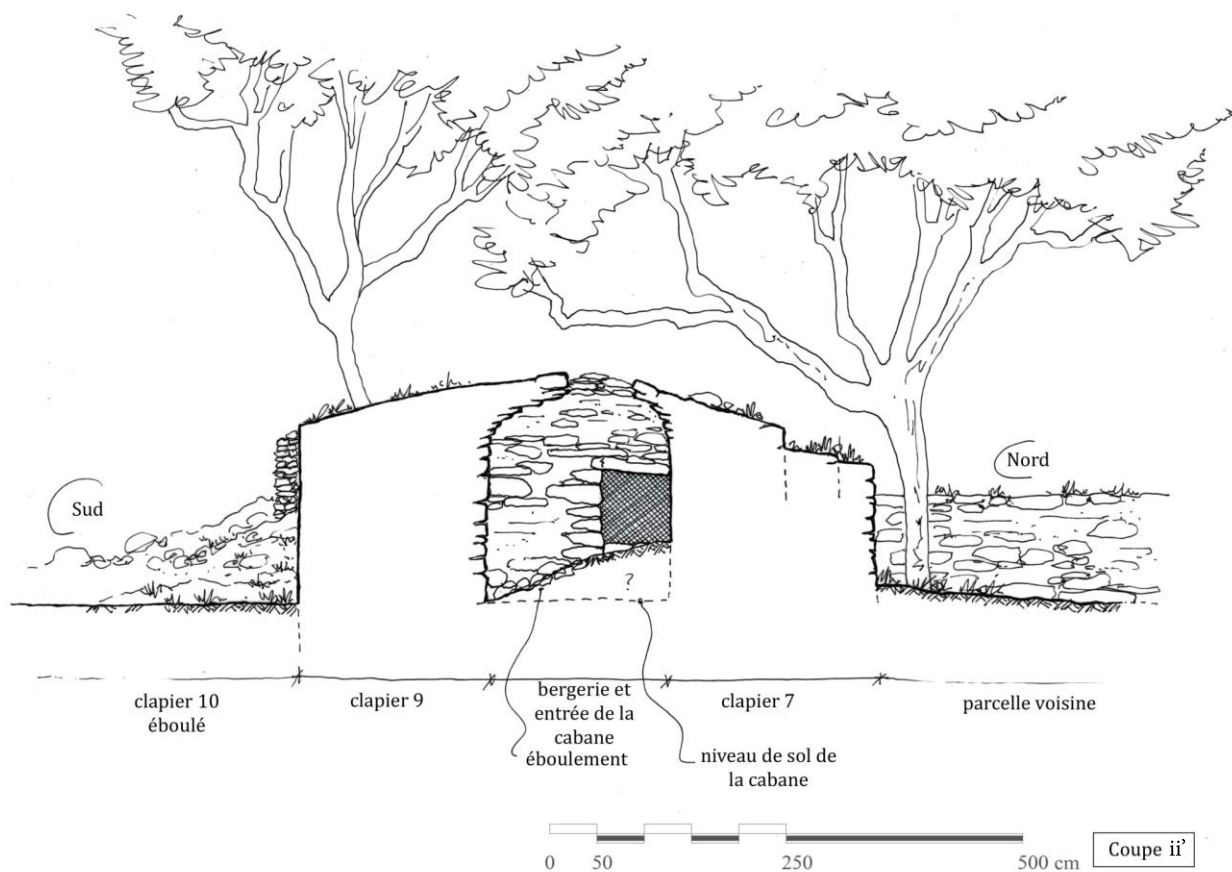 Sud
Nord
?
clapier 10
éboulé
clapier 9
bergerie et
entrée de la
cabane
éboulement
clapier 7
niveau de sol de
la cabane
parcelle voisine
0 50 250 500 cm
Coupe ii'